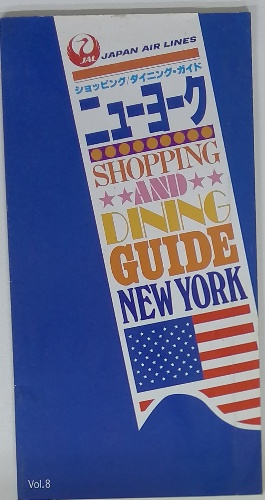 JAL
JAPAN AIR LINES
ショッピング/ダイニング・ガイド
ニューヨーク
SHOPPING
AND
DINING
GUIDE
NEW YORK
Vol.8